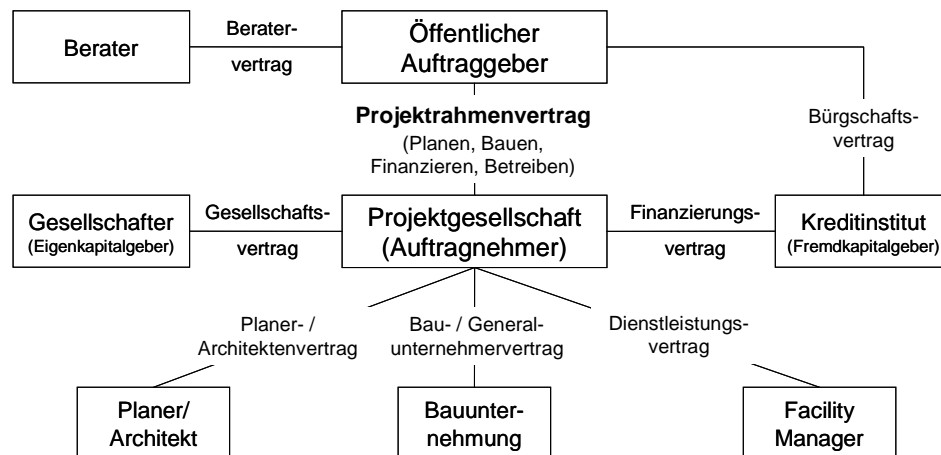 Berater
Berater-
vertrag
Öffentlicher
Auftraggeber
Projektrahmenvertrag
(Planen, Bauen,
Finanzieren, Betreiben)
Bürgschafts-
vertrag
Gesellschafter
(Eigenkapitalgeber)
Gesellschafts-
vertrag
Projektgesellschaft
(Auftragnehmer)
Finanzierungs-
vertrag
Kreditinstitut
(Fremdkapitalgeber)
Planer- /
Architektenvertrag
Bau- / General-
unternehmervertrag
Dienstleistungs-
vertrag
Planer/
Architekt
Bauunter-
nehmung
Facility
Manager